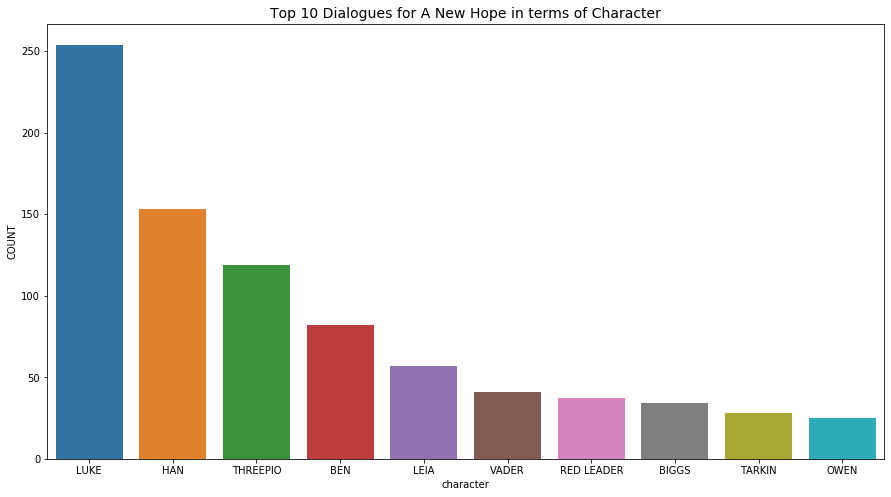 Top 10 Dialogues for A New Hope in terms of Character
COUNT
250
200
150
100
50
0
LUKE HAN THREEPIO BEN LEIA VADER RED LEADER BIGGS TARKIN OWEN
character